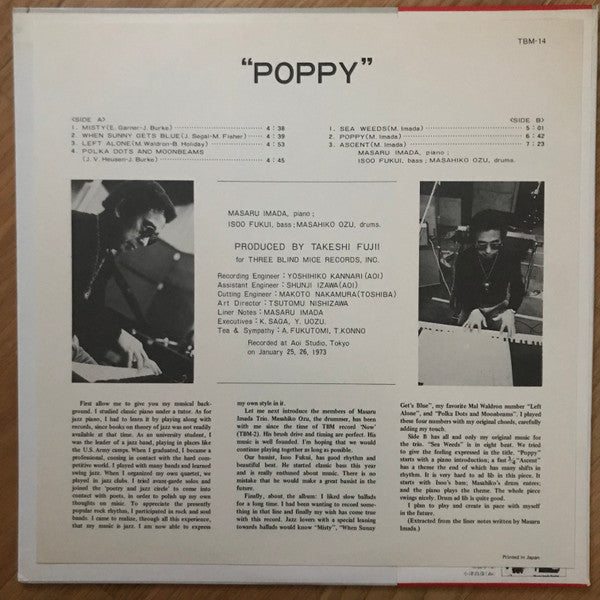 TBM-14
"POPPY"
<SIDE A>
1. MISTY(E. Garner-J. Burke) 4:38
2. WHEN SUNNY GETS BLUE(J. Segal-M. Fisher) 4:39
3. LEFT ALONE(M. Waldron-B. Holiday) 4:53
4. POLKA DOTS AND MOONBEAMS
(J. V. Heusen-J. Burke) 4:45
<SIDE B>
1. SEA WEEDS(M. Imada) 5:01
2. POPPY(M. Imada) 6:42
3. ASCENT(M. Imada) 7:23
MASARU IMADA, piano;
ISOO FUKUI, bass; MASAHIKO OZU, drums.
MASARU IMADA, piano;
ISOO FUKUI, bass; MASAHIKO OZU, drums.
PRODUCED BY TAKESHI FUJII
for THREE BLIND MICE RECORDS, INC.
Recording Engineer: YOSHIHIKO KANNARI(AOI)
Assistant Engineer: SHUNJI IZAWA(AOI)
Cutting Engineer: MAKOTO NAKAMURA(TOSHIBA)
Art Director: TSUTOMU NISHIZAWA
Liner Notes: MASARU IMADA
Executives: K. SAGA, Y. UOZU.
Tea & Sympathy: A. FUKUTOMI, T. KONNO
Recorded at Aoi Studio, Tokyo
on January 25, 26, 1973
First allow me to give you my musical back-
ground. I studied classic piano under a tutor. As for
jazz piano, I had to learn it by playing along with
records, since books on theory of jazz was not readily
available at that time. As an university student, I
was the leader of a jazz band, playing in places like
the U.S. Army camps. When I graduated, I became a
professional, coming in contact with the hard com-
petitive world. I played with many bands and learned
swing jazz. When I organized my own quartet, we
played in jazz clubs. I tried avant-garde solos and
joined the 'poetry and jazz circle' to come into
contact with poets, in order to polish up my own
thoughts on music. To appreciate the presently
popular rock rhythm, I participated in rock and soul
bands. I came to realize, through all this experience,
that my music is jazz. I am now able to express
my own style in it.
Let me next introduce the members of Masaru
Imada Trio. Masahiko Ozu, the drummer, has been
with me since the time of TBM record 'Now'
(TBM-2). His brush drive and timing are perfect. His
music is well founded. I'm hoping that we would
continue playing together as long as possible.
Our bassist, Isoo Fukui, has good rhythm and
beautiful beat. He started classic bass this year
and is really enthused about music. There is no
mistake that he would make a great bassist in the
future.
Finally, about the album: I liked slow ballads
for a long time. I had been wanting to record some-
thing in that line and finally my wish has come true
with this record. Jazz lovers with a special leaning
towards ballads would know "Misty", "When Sunny
Get's Blue", my favorite Mal Waldron number "Left
Alone", and "Polka Dots and Moonbeams". I played
these four numbers with my original chords, carefully
adding my touch.
Side B has all and only my original music for
the trio. "Sea Weeds" is in eight beat. We tried
to give the feeling expressed in the title. "Poppy"
starts with a piano introduction; a fast "Ascent"
has a theme the end of which has many shifts in
rhythm. It is very hard to ad lib in this piece. It
starts with Isoo's bass; Masahiko's drum enters;
and the piano plays the theme. The whole piece
swings nicely. Drum ad lib is quite good.
I plan to play and create in pace with myself
in the future.
(Extracted from the liner notes written by Masaru
Imada.)
Printed in Japan